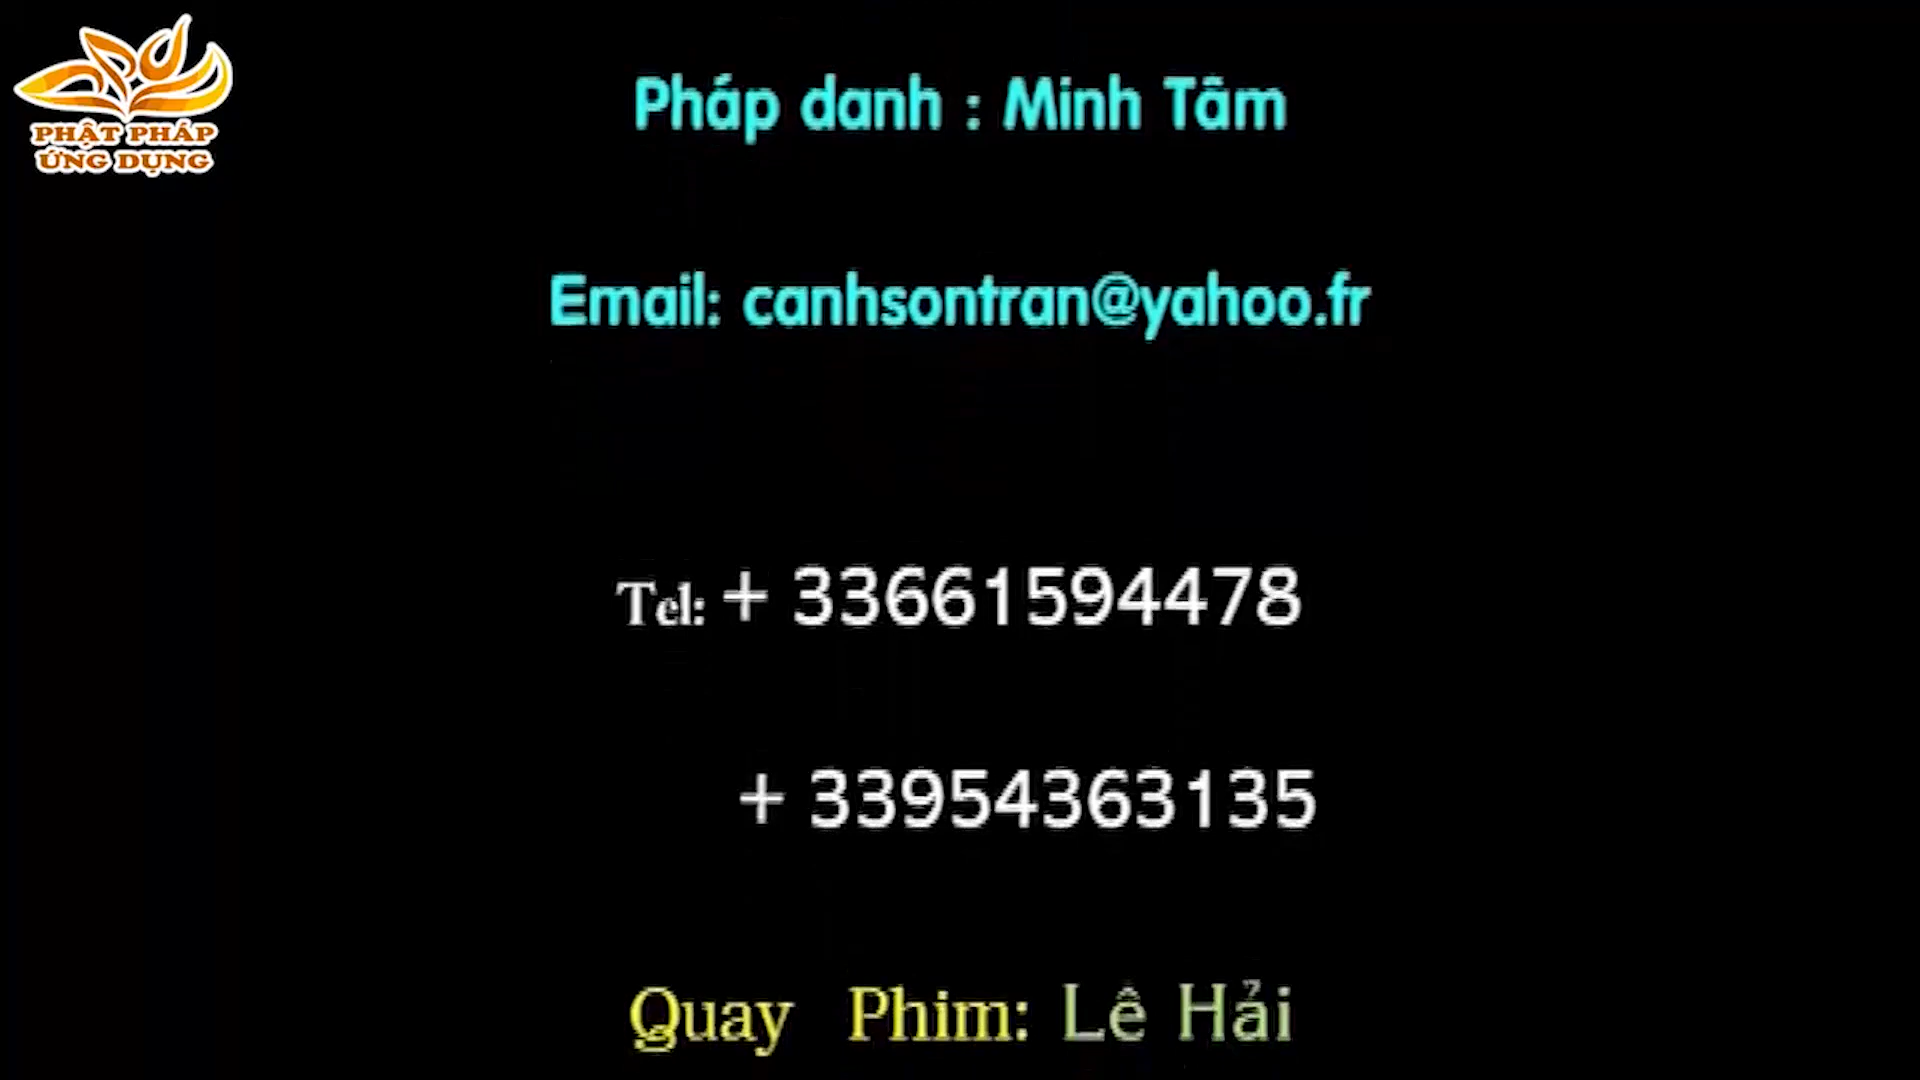 PHẬT PHÁP
ỨNG DỤNG
Pháp danh : Minh Tâm
Email: canhsontran@yahoo.fr
Tel: + 33661594478
+ 33954363135
Quay Phim: Lê Hải